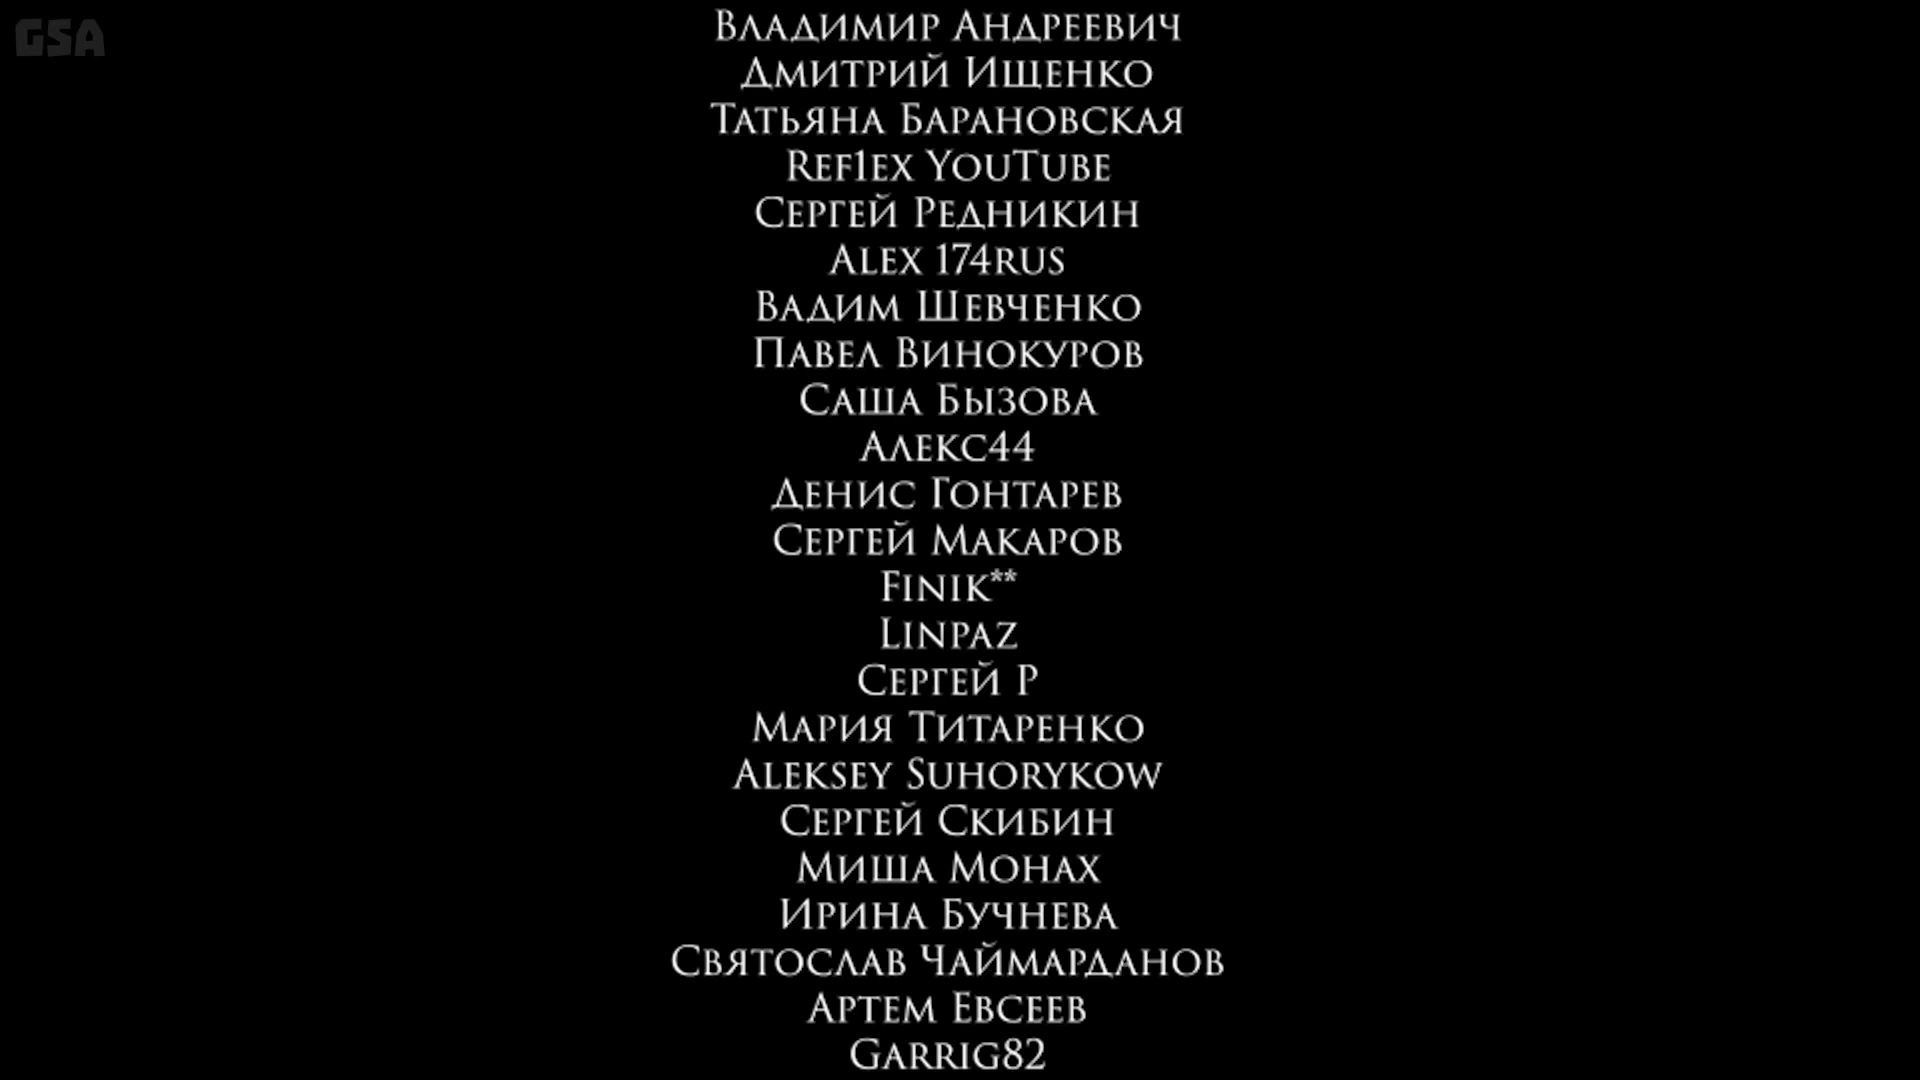 GSA
Владимир Андреевич
Дмитрий Ищенко
Татьяна Барановская
Ref1ex YouTube
Сергей Редникин
Alex 174rus
Вадим Шевченко
Павел Винокуров
Саша Бызова
Алекс44
Денис Гонтарев
Сергей Макаров
Finik**
Linpaz
Сергей Р
Мария Титаренко
Aleksey Suhorykow
Сергей Скибин
Миша Монах
Ирина Бучнева
Святослав Чаймарданов
Артем Евсеев
Garrig82